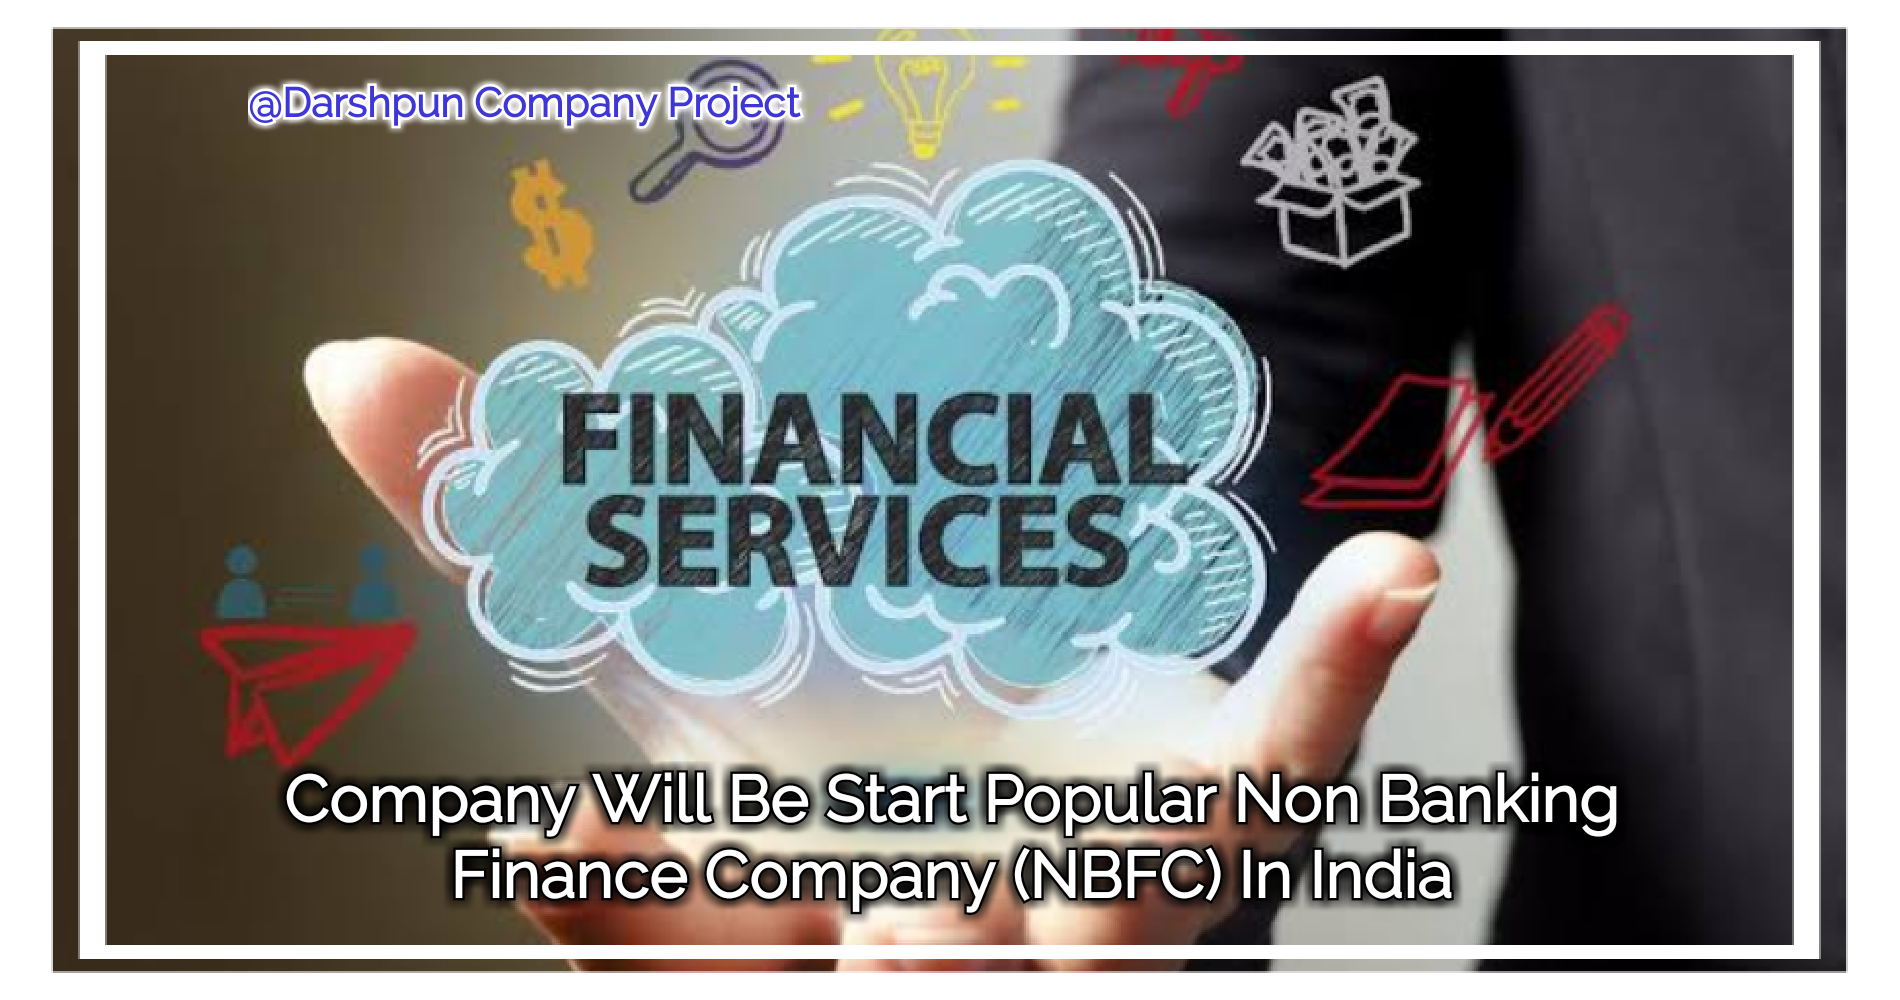 @Darshpun Company Project
FINANCIAL
SERVICES
Company Will Be Start Popular Non Banking
Finance Company (NBFC) In India